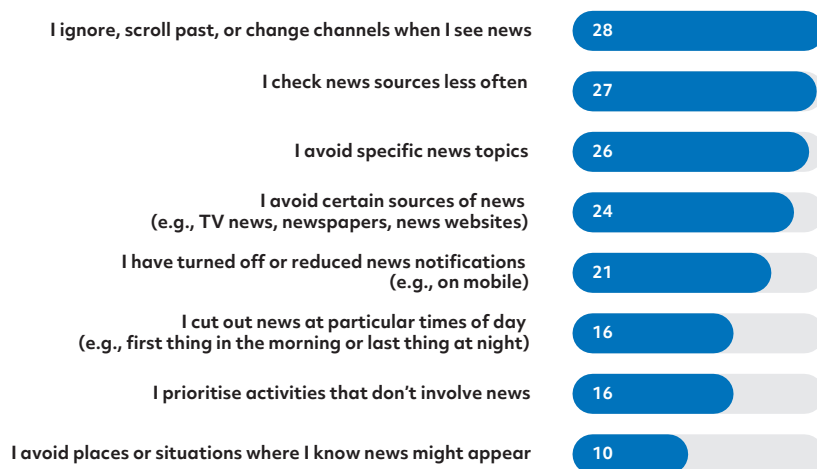 I ignore, scroll past, or change channels when I see news 28
I check news sources less often 27
I avoid specific news topics 26
I avoid certain sources of news
(e.g., TV news, newspapers, news websites) 24
I have turned off or reduced news notifications
(e.g., on mobile) 21
I cut out news at particular times of day
(e.g., first thing in the morning or last thing at night) 16
I prioritise activities that don’t involve news 16
I avoid places or situations where I know news might appear 10